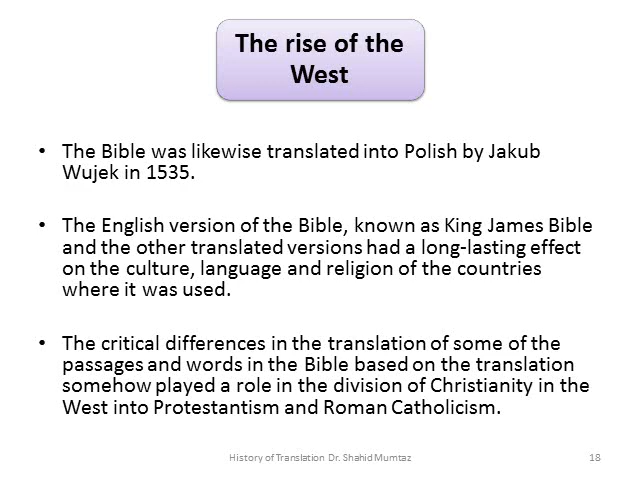 The rise of the
West
• The Bible was likewise translated into Polish by Jakub
Wujek in 1535.
• The English version of the Bible, known as King James Bible
and the other translated versions had a long-lasting effect
on the culture, language and religion of the countries
where it was used.
• The critical differences in the translation of some of the
passages and words in the Bible based on the translation
somehow played a role in the division of Christianity in the
West into Protestantism and Roman Catholicism.
History of Translation Dr. Shahid Mumtaz
18